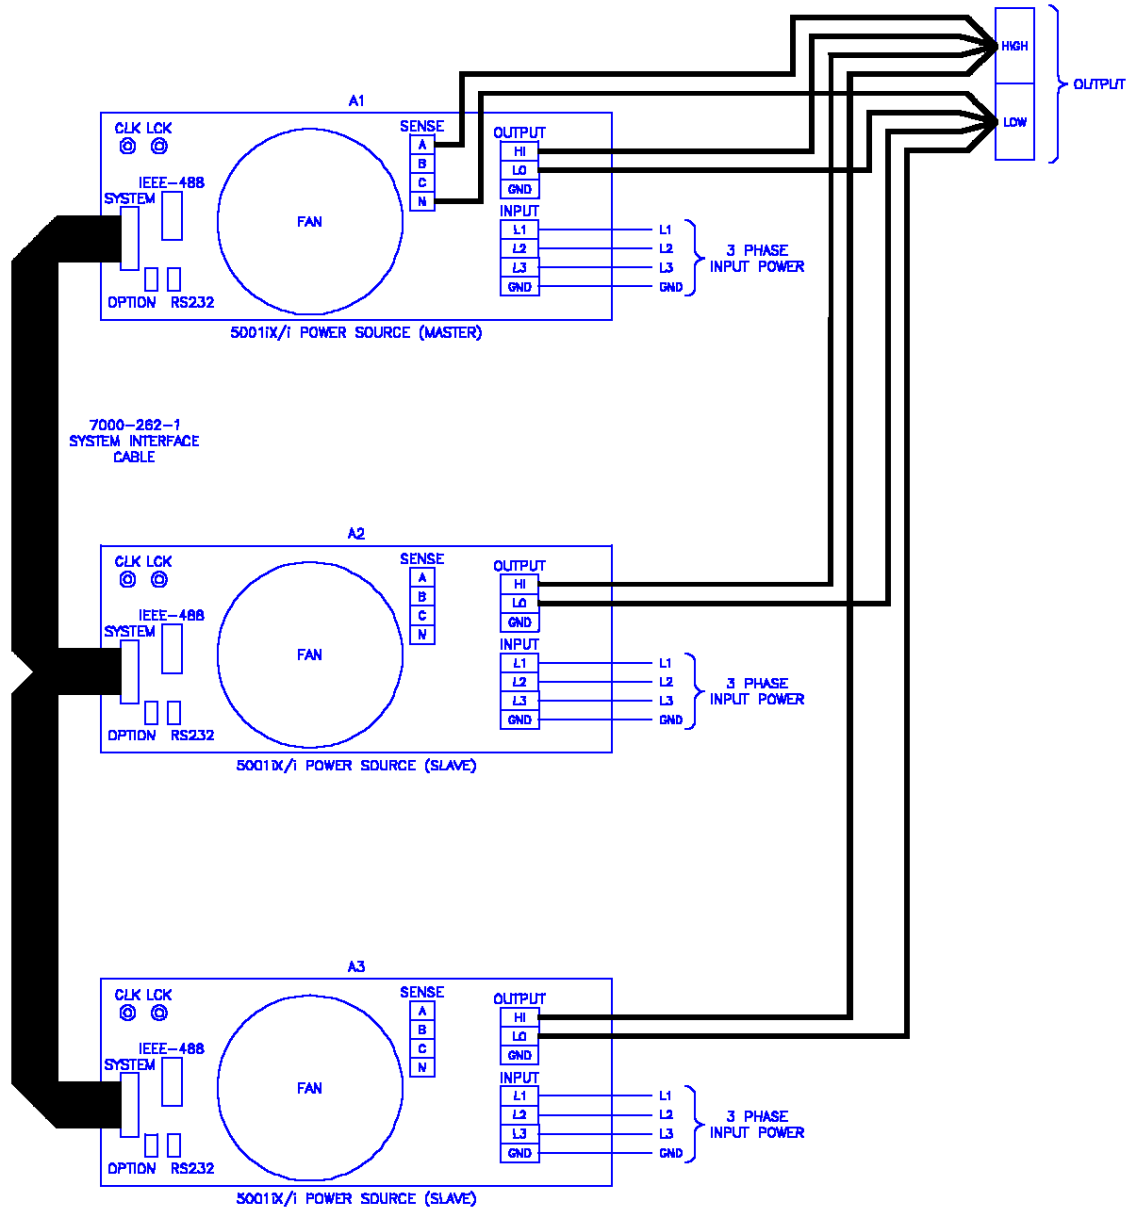 HIGH
OUTPUT
LOW
A1
CLK LCK
SENSE
A
B
C
N
OUTPUT
HI
LO
GND
IEEE-488
SYSTEM
FAN
INPUT
L1
L2
L3
GND
L1
L2
L3
GND
3 PHASE
INPUT POWER
OPTION RS232
5001iX/i POWER SOURCE (MASTER)
7000-262-1
SYSTEM INTERFACE
CABLE
A2
CLK LCK
SENSE
A
B
C
N
OUTPUT
HI
LO
GND
IEEE-488
SYSTEM
FAN
INPUT
L1
L2
L3
GND
L1
L2
L3
GND
3 PHASE
INPUT POWER
OPTION RS232
5001iX/i POWER SOURCE (SLAVE)
A3
CLK LCK
SENSE
A
B
C
N
OUTPUT
HI
LO
GND
IEEE-488
SYSTEM
FAN
INPUT
L1
L2
L3
GND
L1
L2
L3
GND
3 PHASE
INPUT POWER
OPTION RS232
5001iX/i POWER SOURCE (SLAVE)